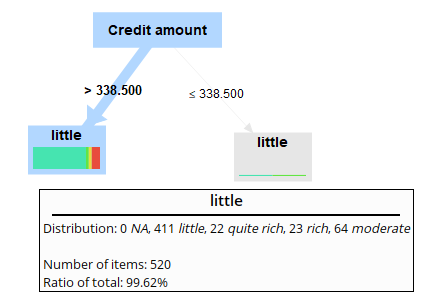 Credit amount
> 338.500
≤ 338.500
little
little
little
Distribution: 0 NA, 411 little, 22 quite rich, 23 rich, 64 moderate
Number of items: 520
Ratio of total: 99.62%